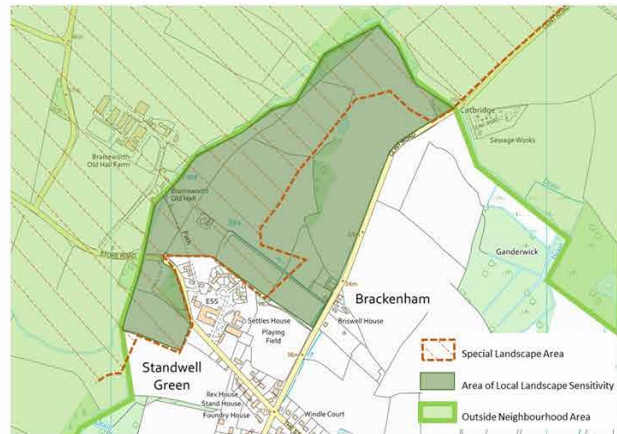 Braiseworth
Old Hall Farm
Braiseworth
Old Hall
Path
Catbridge
Sewage Works
Ganderwick
ESS
Settles House
Playing
Field
Brackenham
Briswell House
54m
Standwell
Green
Rex House
Stand House
Foundry House
Windle Court
Special Landscape Area
Area of Local Landscape Sensitivity
Outside Neighbourhood Area